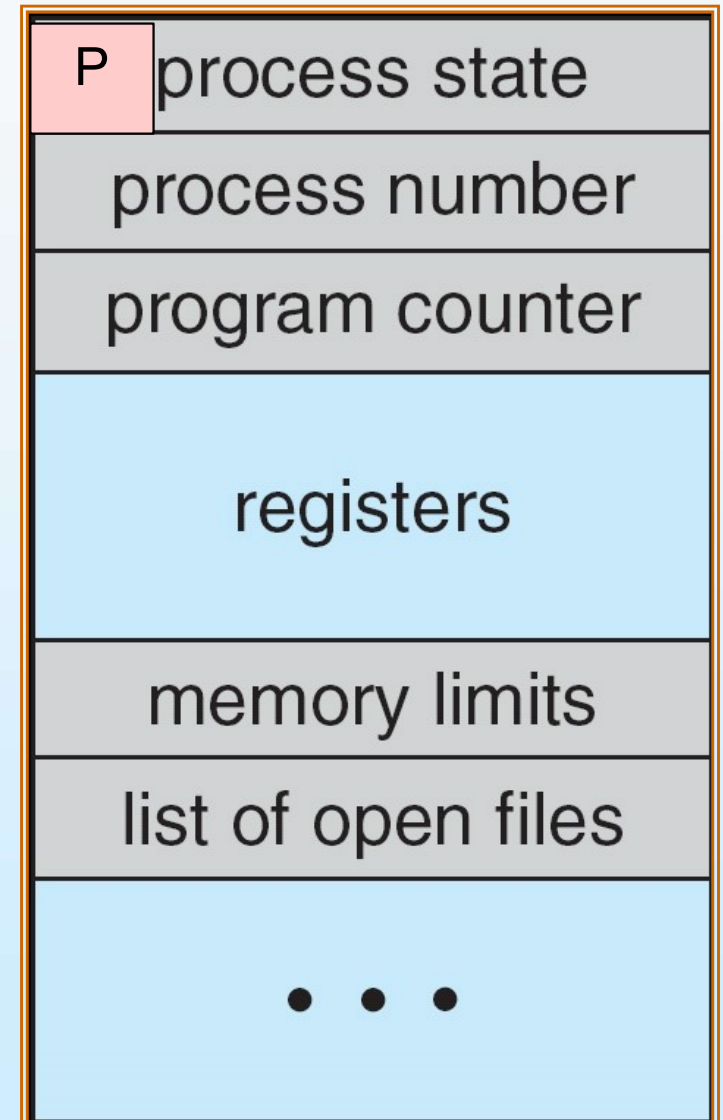 P process state
process number
program counter
registers
memory limits
list of open files
• • •